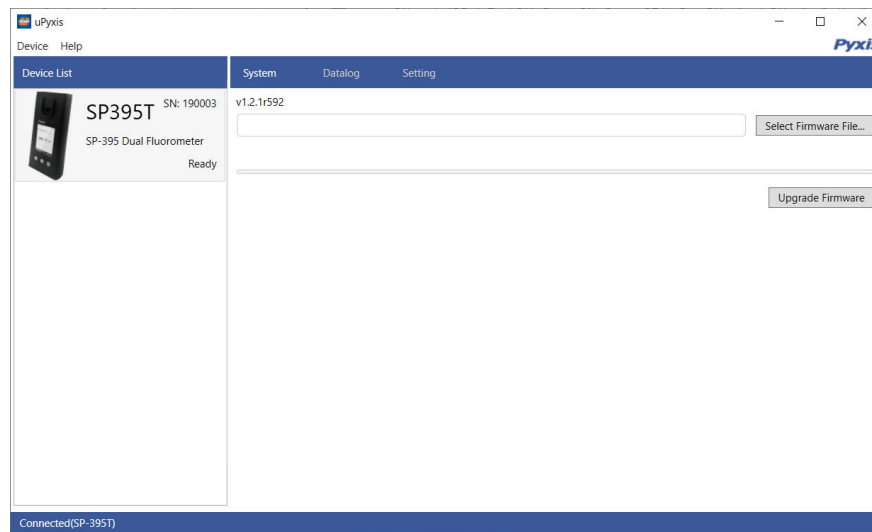 uPyxis
Device Help
Device List
System Datalog Setting
SP395T SN: 190003
SP-395 Dual Fluorometer
Ready
v1.2.1r592
Select Firmware File...
Upgrade Firmware
Connected(SP-395T)